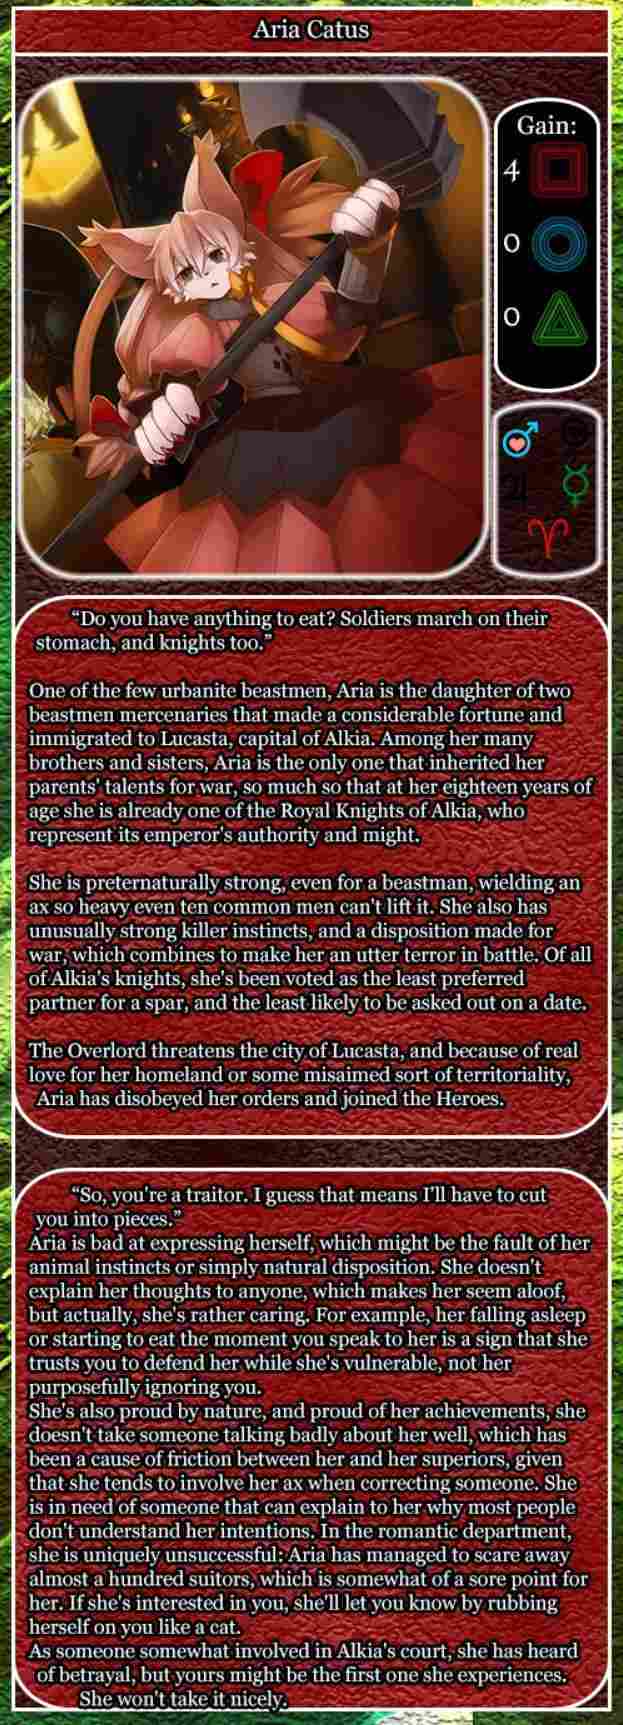 Aria Catus
Gain:
4
0
0
“Do you have anything to eat? Soldiers march on their
stomach, and knights too.”
One of the few urbanite beastmen, Aria is the daughter of two
beastmen mercenaries that made a considerable fortune and
immigrated to Lucasta, capital of Alkia. Among her many
brothers and sisters, Aria is the only one that inherited her
parents' talents for war, so much so that at her eighteen years of
age she is already one of the Royal Knights of Alkia, who
represent its emperor's authority and might.
She is preternaturally strong, even for a beastman, wielding an
ax so heavy even ten common men can't lift it. She also has
unusually strong killer instincts, and a disposition made for
war, which combines to make her an utter terror in battle. Of all
of Alkia's knights, she's been voted as the least preferred
partner for a spar, and the least likely to be asked out on a date.
The Overlord threatens the city of Lucasta, and because of real
love for her homeland or some misaimed sort of territoriality,
Aria has disobeyed her orders and joined the Heroes.
“So, you're a traitor. I guess that means I'll have to cut
you into pieces.”
Aria is bad at expressing herself, which might be the fault of her
animal instincts or simply natural disposition. She doesn't
explain her thoughts to anyone, which makes her seem aloof,
but actually, she's rather caring. For example, her falling asleep
or starting to eat the moment you speak to her is a sign that she
trusts you to defend her while she's vulnerable, not her
purposefully ignoring you.
She's also proud by nature, and proud of her achievements, she
doesn't take someone talking badly about her well, which has
been a cause of friction between her and her superiors, given
that she tends to involve her ax when correcting someone. She
is in need of someone that can explain to her why most people
don't understand her intentions. In the romantic department,
she is uniquely unsuccessful: Aria has managed to scare away
almost a hundred suitors, which is somewhat of a sore point for
her. If she's interested in you, she'll let you know by rubbing
herself on you like a cat.
As someone somewhat involved in Alkia's court, she has heard
of betrayal, but yours might be the first one she experiences.
She won't take it nicely.